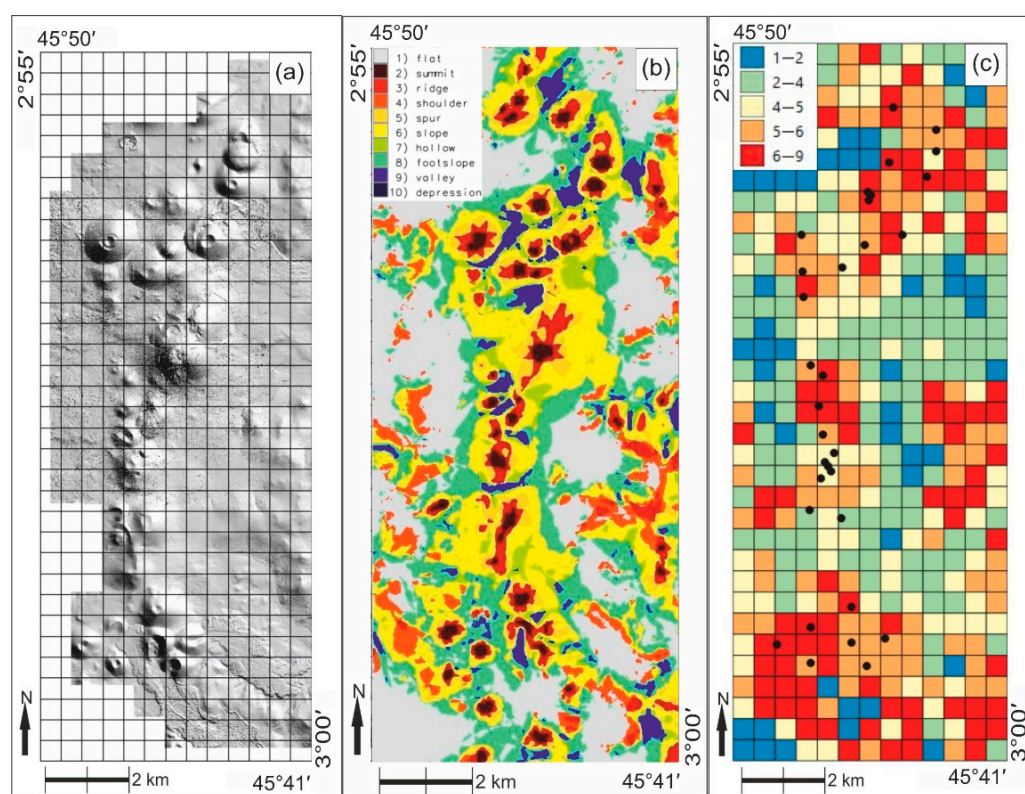 45°50′
2°55′
(a)
N
2 km
45°41′
45°50′
2°55′
(b)
1) flat
2) summit
3) ridge
4) shoulder
5) spur
6) slope
7) hollow
8) footslope
9) valley
10) depression
N
2 km
45°41′
3°00′
45°50′
2°55′
(c)
1–2
2–4
4–5
5–6
6–9
N
2 km
45°41′
3°00′
3°00′